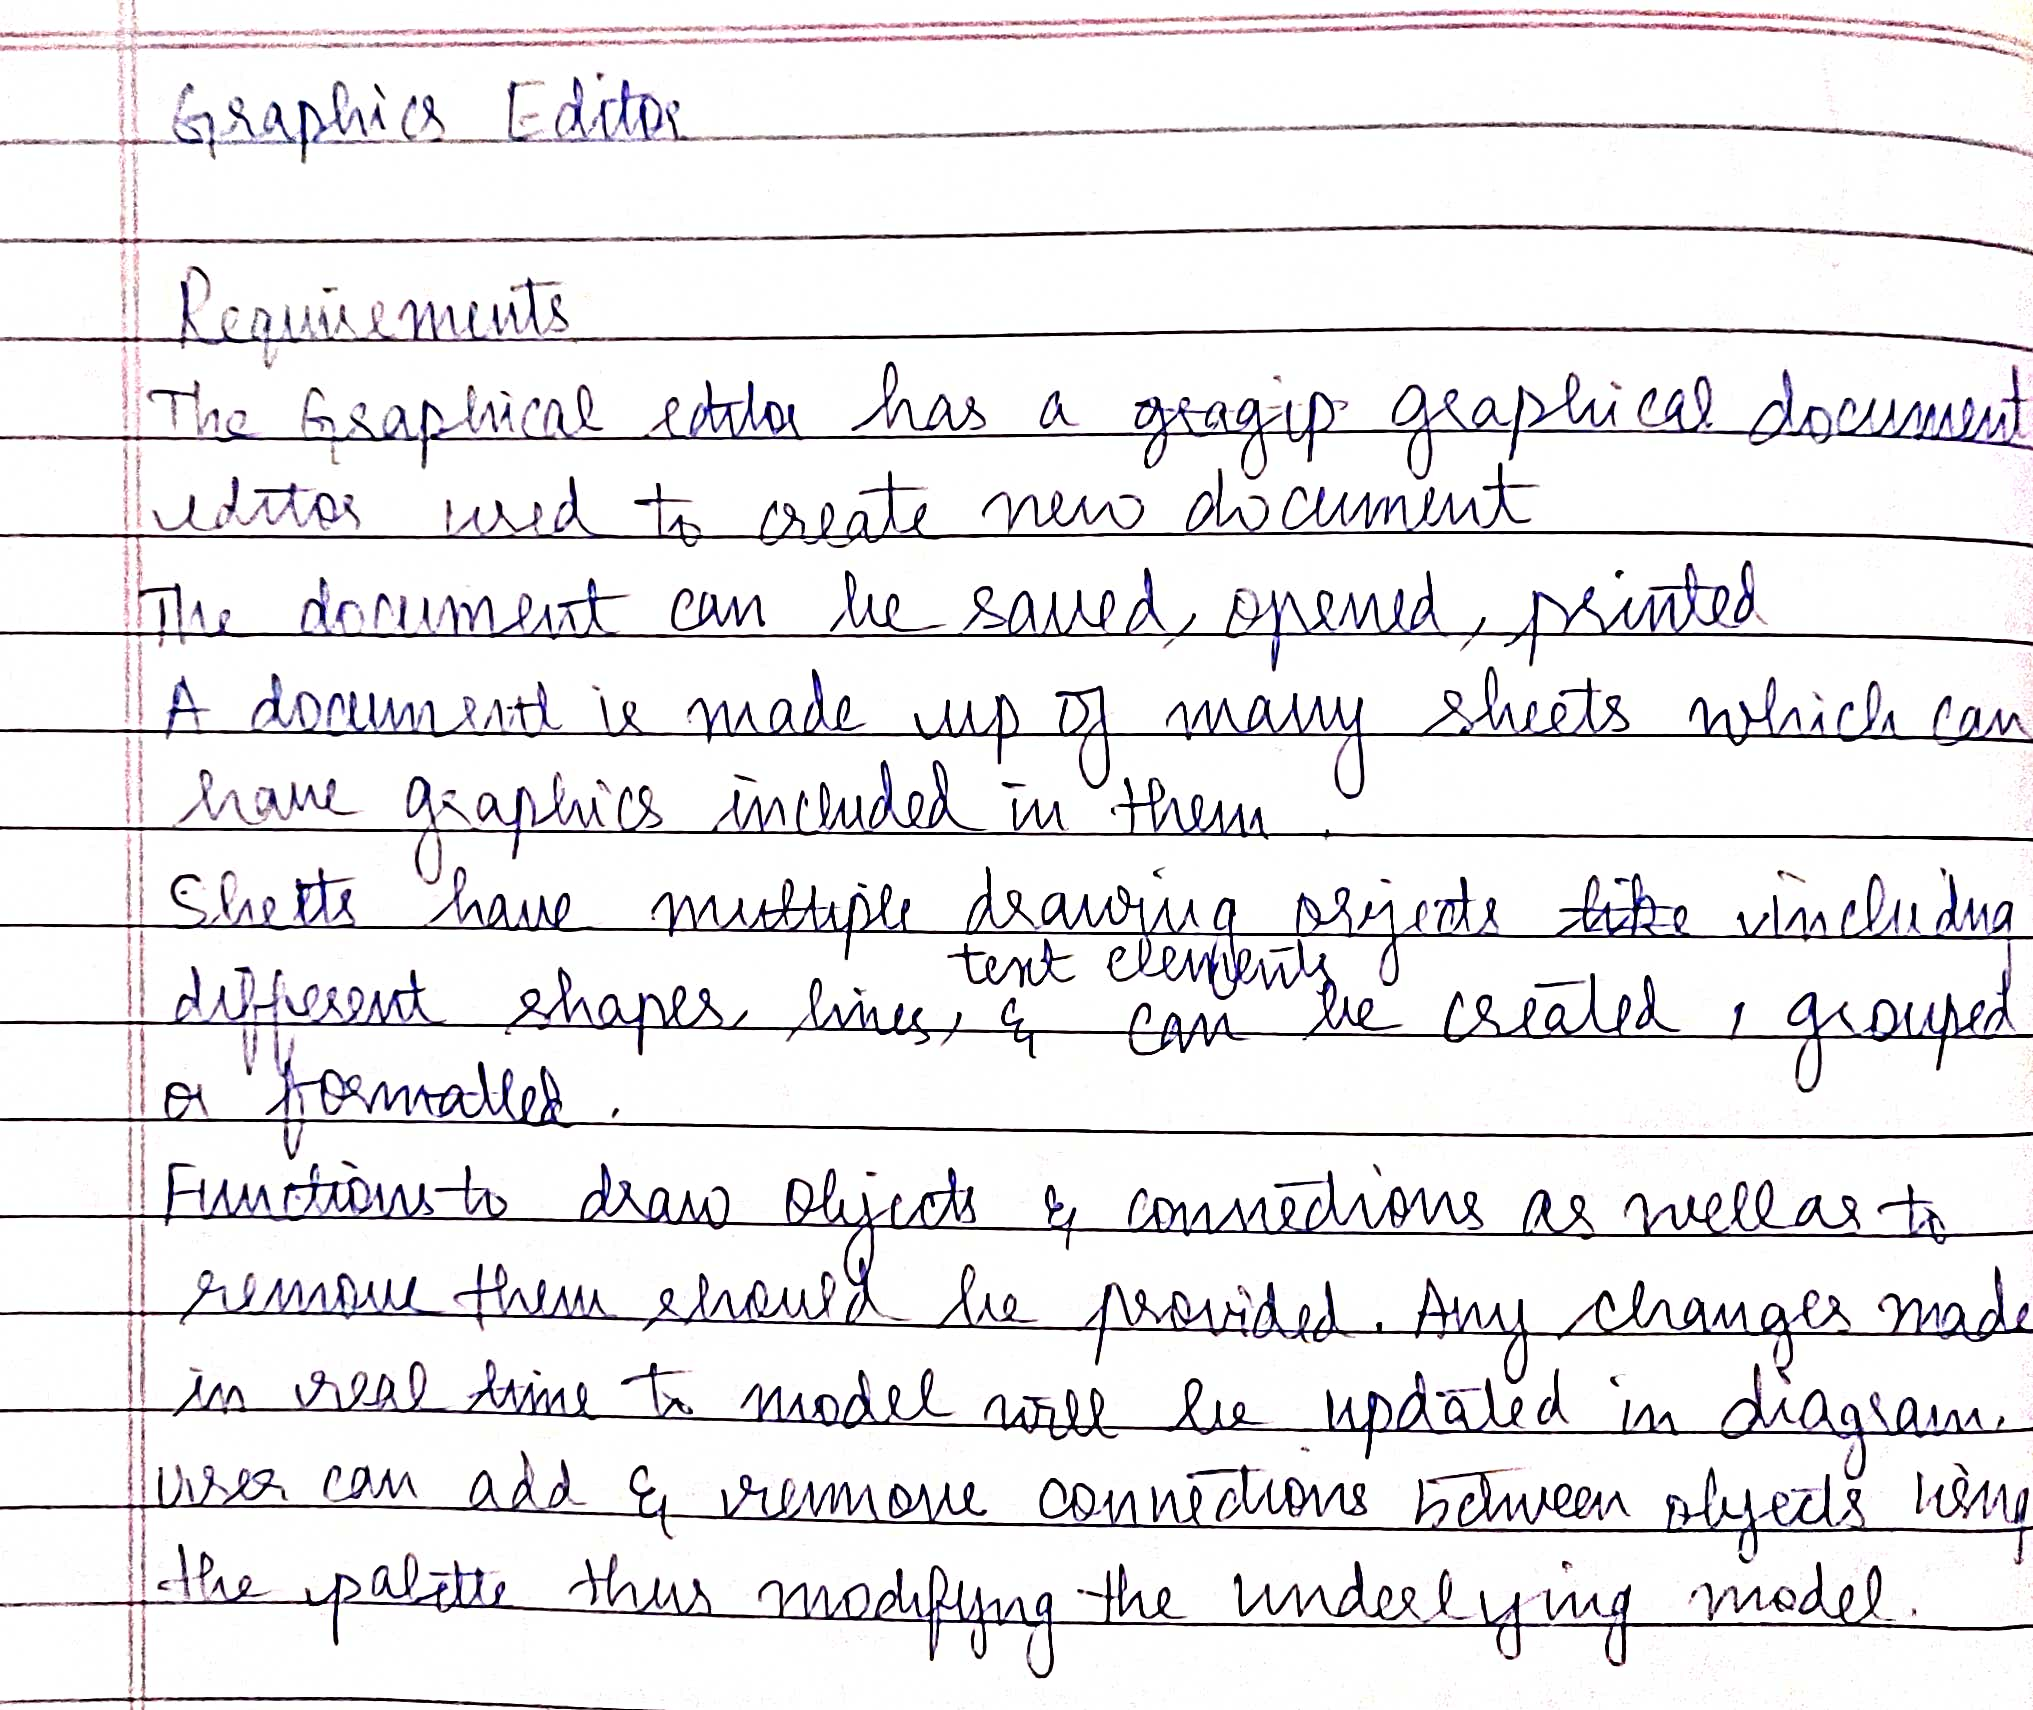 Graphics Editor
Requirements
The Graphical editor has a gragip graphical document
editor used to create new document
The document can be saved, opened, printed
A document is made up of many sheets which can
have graphics included in them.
Sheets have multiple drawing objects like including
text elements
different shapes, lines, & can be created, grouped
or formatted.
Functions to draw objects & connections as well as to
remove them should be provided. Any changes made
in real time to model will be updated in diagram.
User can add & remove connections between objects using
the palette thus modifying the underlying model.